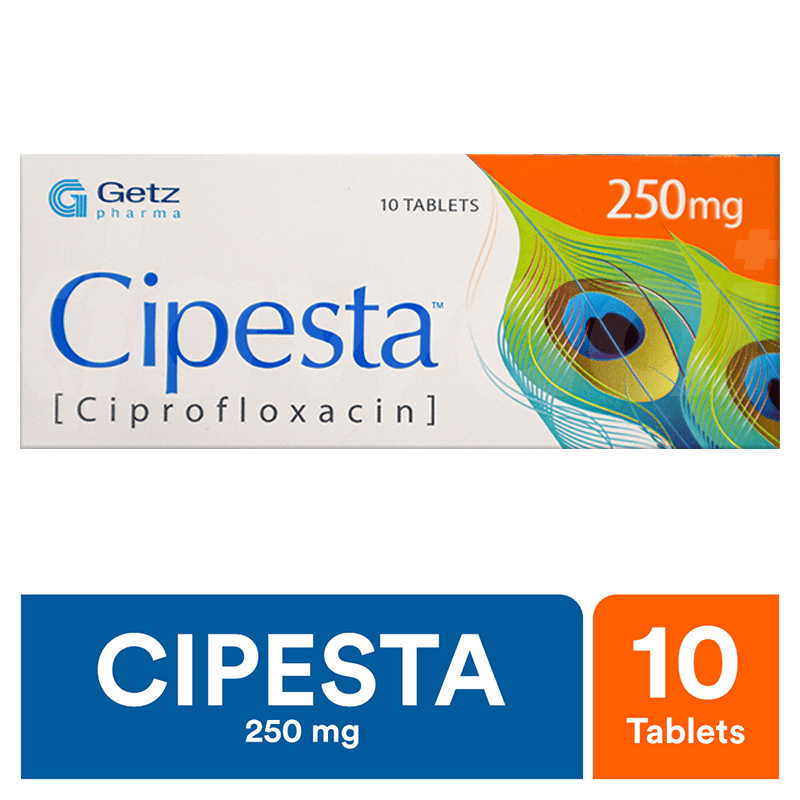 Getz
pharma
10 TABLETS
250mg
Cipesta™
[Ciprofloxacin]
CIPESTA
250 mg
10
Tablets